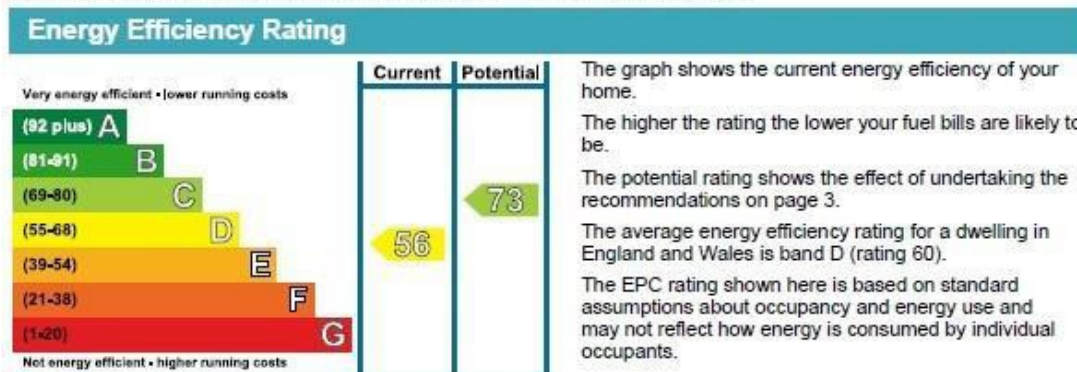 Energy Efficiency Rating
Current Potential
Very energy efficient • lower running costs
(92 plus) A
(81-91) B
(69-80) C
(55-68) D
(39-54) E
(21-38) F
(1-20) G
Not energy efficient • higher running costs
56
73
The graph shows the current energy efficiency of your
home.
The higher the rating the lower your fuel bills are likely to
be.
The potential rating shows the effect of undertaking the
recommendations on page 3.
The average energy efficiency rating for a dwelling in
England and Wales is band D (rating 60).
The EPC rating shown here is based on standard
assumptions about occupancy and energy use and
may not reflect how energy is consumed by individual
occupants.